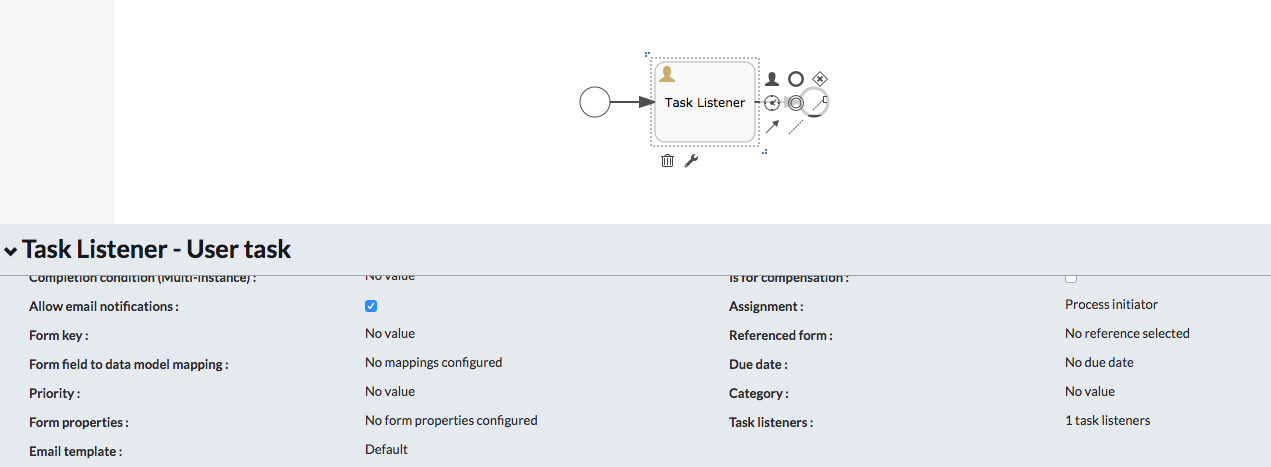 Task Listener
Task Listener - User task
Completion condition (Multi-instance) : No value Is for compensation :
Allow email notifications : Assignment : Process initiator
Form key : No value Referenced form : No reference selected
Form field to data model mapping : No mappings configured Due date : No due date
Priority : No value Category : No value
Form properties : No form properties configured Task listeners : 1 task listeners
Email template : Default